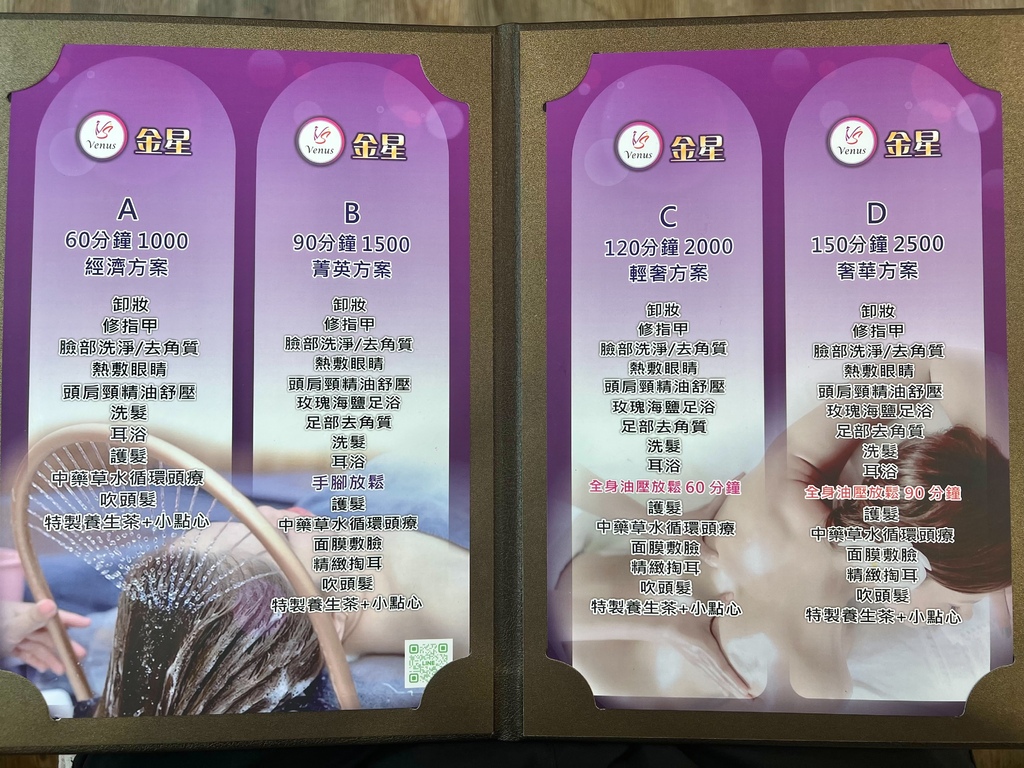 Venus
金星
A
60分鐘 1000
經濟方案
卸妝
修指甲
臉部洗淨/去角質
熱敷眼睛
頭肩頸精油舒壓
洗髮
耳浴
護髮
中藥草水循環頭療
吹頭髮
特製養生茶+小點心
Venus
金星
B
90分鐘 1500
菁英方案
卸妝
修指甲
臉部洗淨/去角質
熱敷眼睛
頭肩頸精油舒壓
玫瑰海鹽足浴
足部去角質
洗髮
耳浴
手腳放鬆
護髮
中藥草水循環頭療
面膜敷臉
精緻掏耳
吹頭髮
特製養生茶+小點心
LINE
Venus
金星
C
120分鐘 2000
輕奢方案
卸妝
修指甲
臉部洗淨/去角質
熱敷眼睛
頭肩頸精油舒壓
玫瑰海鹽足浴
足部去角質
洗髮
耳浴
全身油壓放鬆 60 分鐘
護髮
中藥草水循環頭療
面膜敷臉
精緻掏耳
吹頭髮
特製養生茶+小點心
Venus
金星
D
150分鐘 2500
奢華方案
卸妝
修指甲
臉部洗淨/去角質
熱敷眼睛
頭肩頸精油舒壓
玫瑰海鹽足浴
足部去角質
洗髮
耳浴
全身油壓放鬆 90 分鐘
護髮
中藥草水循環頭療
面膜敷臉
精緻掏耳
吹頭髮
特製養生茶+小點心